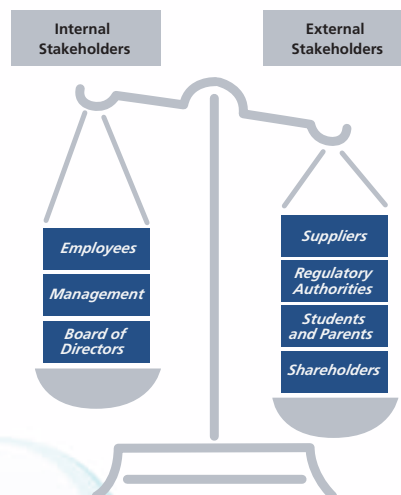 Internal
Stakeholders
External
Stakeholders
Employees
Management
Board of
Directors
Suppliers
Regulatory
Authorities
Students
and Parents
Shareholders